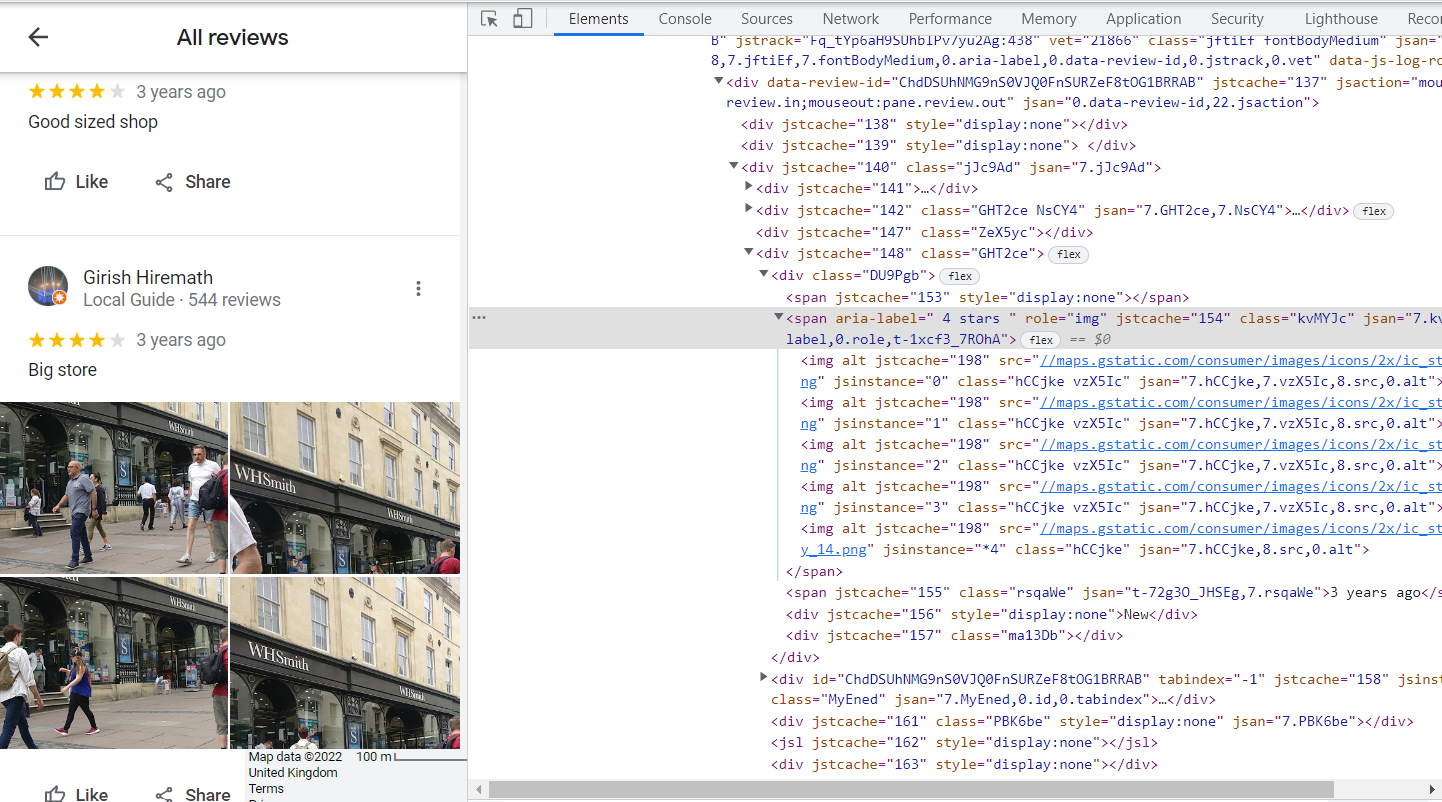 All reviews
3 years ago
Good sized shop
Like Share
Girish Hiremath
Local Guide · 544 reviews
3 years ago
Big store
WHSmith
WHSmith
WHSmith
WHSmith
WHSmith
WHSmith
S
S
S
S
Map data ©2022 100 m
United Kingdom
Terms
Like Share
Elements Console Sources Network Performance Memory Application Security Lighthouse Recor
8,7.jftiEf,7.fontBodyMedium,0.aria-label,0.data-review-id,0.jstrack,0.vet" data-js-log-ro
<div data-review-id="ChdDSUhNMG9nS0VJQ0FnSURZeF8tOG1BRRAB" jstcache="137" jsaction="mou
review.in;mouseout:pane.review.out" jsan="0.data-review-id,22.jsaction">
<div jstcache="138" style="display:none"></div>
<div jstcache="139" style="display:none"> </div>
<div jstcache="140" class="jJc9Ad" jsan="7.jJc9Ad">
<div jstcache="141">…</div>
<div jstcache="142" class="GHT2ce NsCY4" jsan="7.GHT2ce,7.NsCY4">…</div> flex
<div jstcache="147" class="ZeX5yc"></div>
<div jstcache="148" class="GHT2ce"> flex
<div class="DU9Pgb"> flex
<span jstcache="153" style="display:none"></span>
… <span aria-label=" 4 stars " role="img" jstcache="154" class="kvMYJc" jsan="7.kv
label,0.role,t-1xcf3_7ROhA"> flex == $0
<img alt jstcache="198" src="//maps.gstatic.com/consumer/images/icons/2x/ic_st
ng" jsinstance="0" class="hCCjke vzX5Ic" jsan="7.hCCjke,7.vzX5Ic,8.src,0.alt">
<img alt jstcache="198" src="//maps.gstatic.com/consumer/images/icons/2x/ic_st
ng" jsinstance="1" class="hCCjke vzX5Ic" jsan="7.hCCjke,7.vzX5Ic,8.src,0.alt">
<img alt jstcache="198" src="//maps.gstatic.com/consumer/images/icons/2x/ic_st
ng" jsinstance="2" class="hCCjke vzX5Ic" jsan="7.hCCjke,7.vzX5Ic,8.src,0.alt">
<img alt jstcache="198" src="//maps.gstatic.com/consumer/images/icons/2x/ic_st
ng" jsinstance="3" class="hCCjke vzX5Ic" jsan="7.hCCjke,7.vzX5Ic,8.src,0.alt">
<img alt jstcache="198" src="//maps.gstatic.com/consumer/images/icons/2x/ic_st
y_14.png" jsinstance="*4" class="hCCjke" jsan="7.hCCjke,8.src,0.alt">
</span>
<span jstcache="155" class="rsqaWe" jsan="t-72g3O_JHSEg,7.rsqaWe">3 years ago</s
<div jstcache="156" style="display:none">New</div>
<div jstcache="157" class="ma13Db"></div>
</div>
<div id="ChdDSUhNMG9nS0VJQ0FnSURZeF8tOG1BRRAB" tabindex="-1" jstcache="158" jsinst
class="MyEned" jsan="7.MyEned,0.id,0.tabindex">…</div>
<div jstcache="161" class="PBK6be" style="display:none" jsan="7.PBK6be"></div>
<jsl jstcache="162" style="display:none"></jsl>
<div jstcache="163" style="display:none"></div>